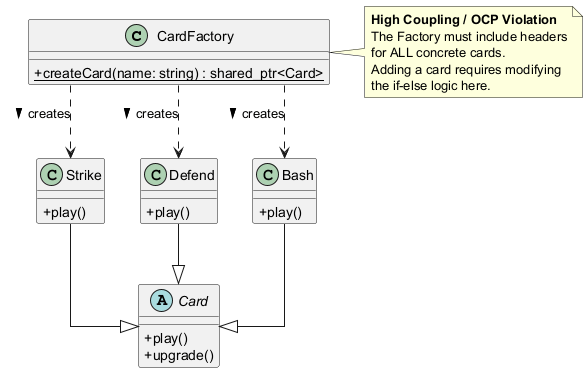 C CardFactory
+createCard(name: string) : shared_ptr<Card>
High Coupling / OCP Violation
The Factory must include headers
for ALL concrete cards.
Adding a card requires modifying
the if-else logic here.
creates
creates
creates
C Strike
+play()
C Defend
+play()
C Bash
+play()
A Card
+play()
+upgrade()